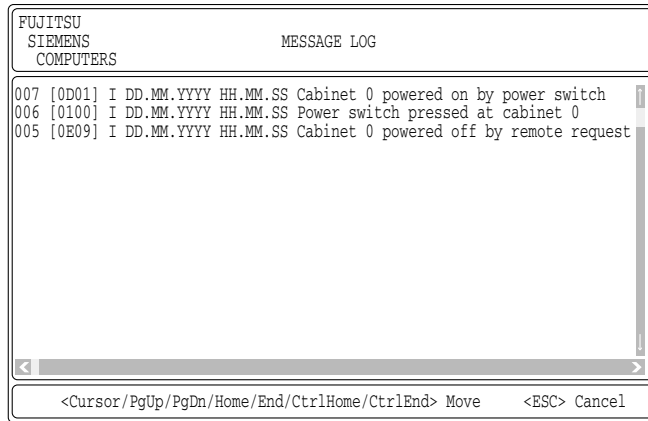 FUJITSU
SIEMENS MESSAGE LOG
COMPUTERS
007 [0D01] I DD.MM.YYYY HH.MM.SS Cabinet 0 powered on by power switch
006 [0100] I DD.MM.YYYY HH.MM.SS Power switch pressed at cabinet 0
005 [0E09] I DD.MM.YYYY HH.MM.SS Cabinet 0 powered off by remote request
<Cursor/PgUp/PgDn/Home/End/CtrlHome/CtrlEnd> Move <ESC> Cancel